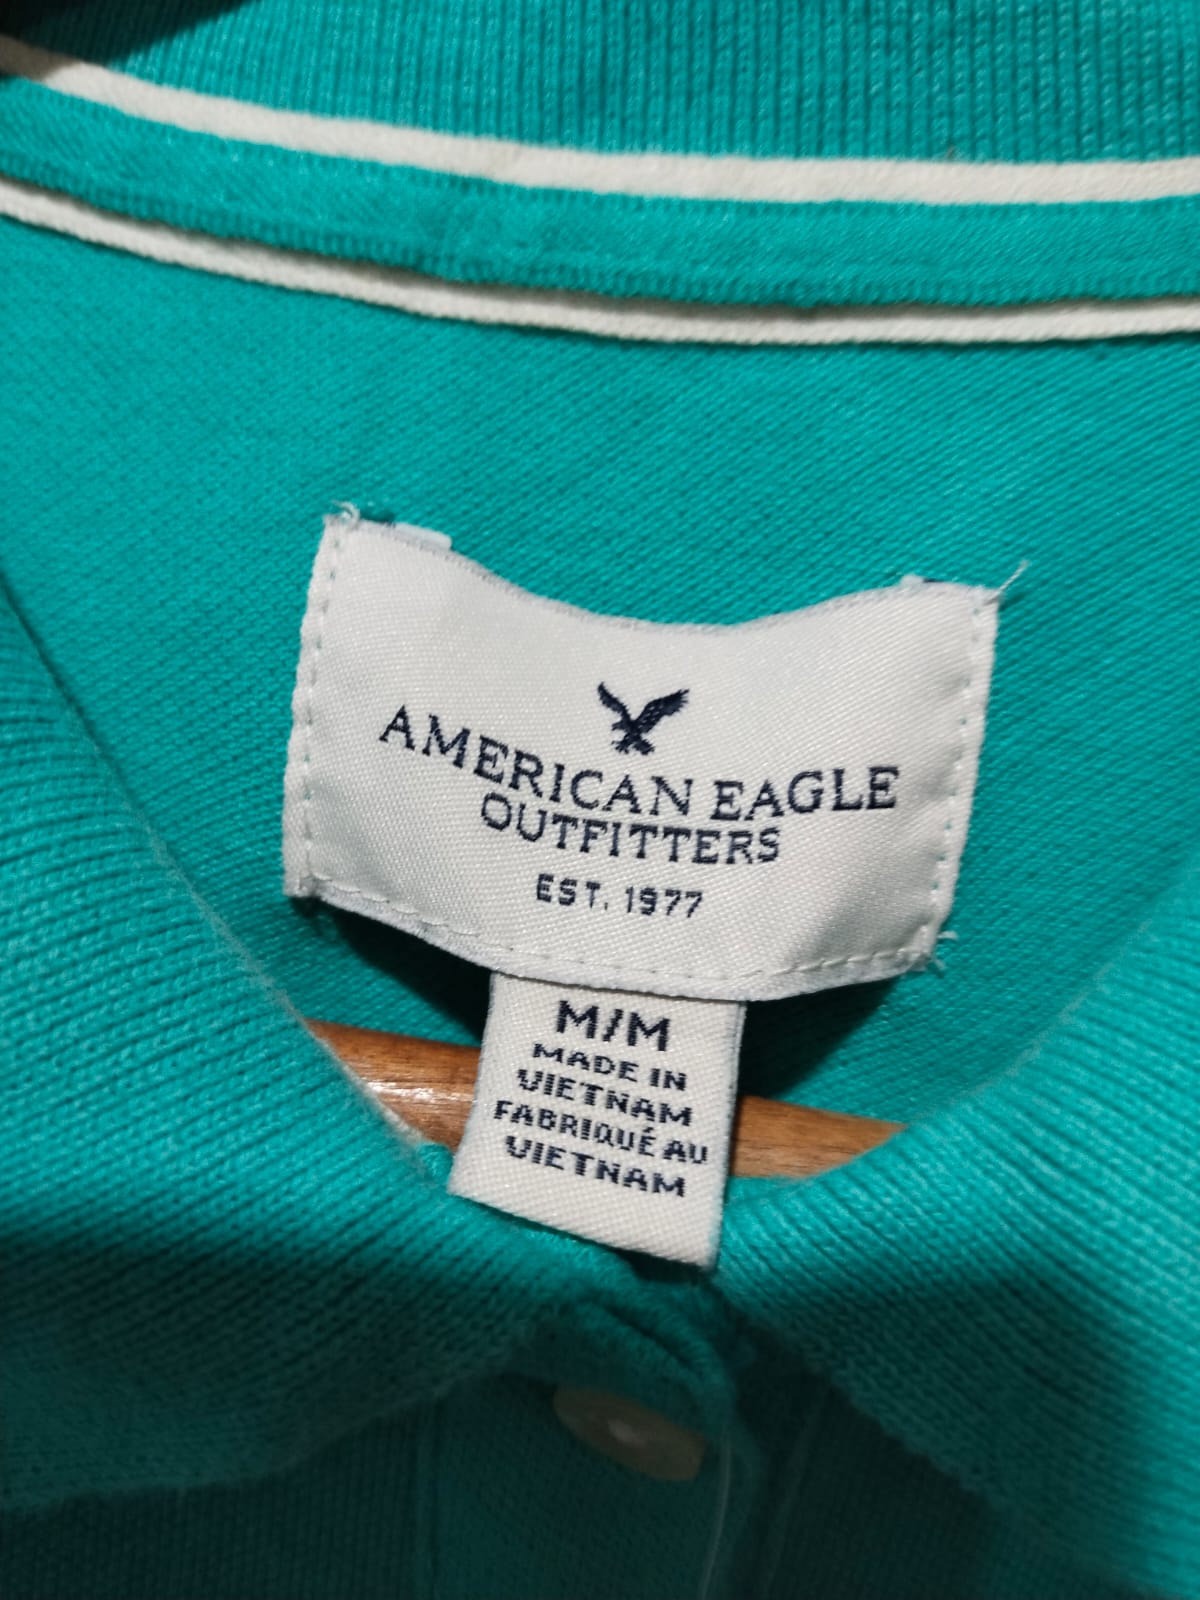 AMERICAN EAGLE
OUTFITTERS
EST. 1977
M/M
MADE IN
VIETNAM
FABRIQUÉ AU
VIETNAM